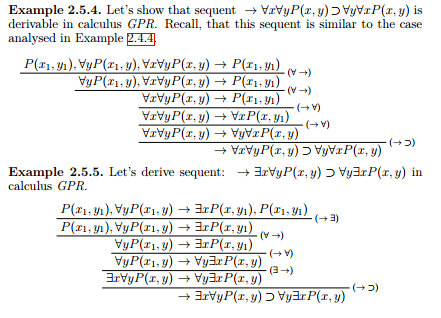 Example 2.5.4. Let's show that sequent → ∀x∀yP(x, y)⊃∀y∀xP(x, y) is
derivable in calculus GPR. Recall, that this sequent is similar to the case
analysed in Example 2.4.4.
P(x₁, y₁), ∀yP(x₁, y), ∀x∀yP(x, y) → P(x₁, y₁)
(∀ →)
∀yP(x₁, y), ∀x∀yP(x, y) → P(x₁, y₁)
(∀ →)
∀x∀yP(x, y) → P(x₁, y₁)
(→ ∀)
∀x∀yP(x, y) → ∀xP(x, y₁)
(→ ∀)
∀x∀yP(x, y) → ∀y∀xP(x, y)
(→ ⊃)
→ ∀x∀yP(x, y) ⊃ ∀y∀xP(x, y)
Example 2.5.5. Let's derive sequent: → ∃x∀yP(x, y) ⊃ ∀y∃xP(x, y) in
calculus GPR.
P(x₁, y₁), ∀yP(x₁, y) → ∃xP(x, y₁), P(x₁, y₁)
(→ ∃)
P(x₁, y₁), ∀yP(x₁, y) → ∃xP(x, y₁)
(∀ →)
∀yP(x₁, y) → ∃xP(x, y₁)
(→ ∀)
∀yP(x₁, y) → ∀y∃xP(x, y)
(∃ →)
∃x∀yP(x, y) → ∀y∃xP(x, y)
(→ ⊃)
→ ∃x∀yP(x, y) ⊃ ∀y∃xP(x, y)